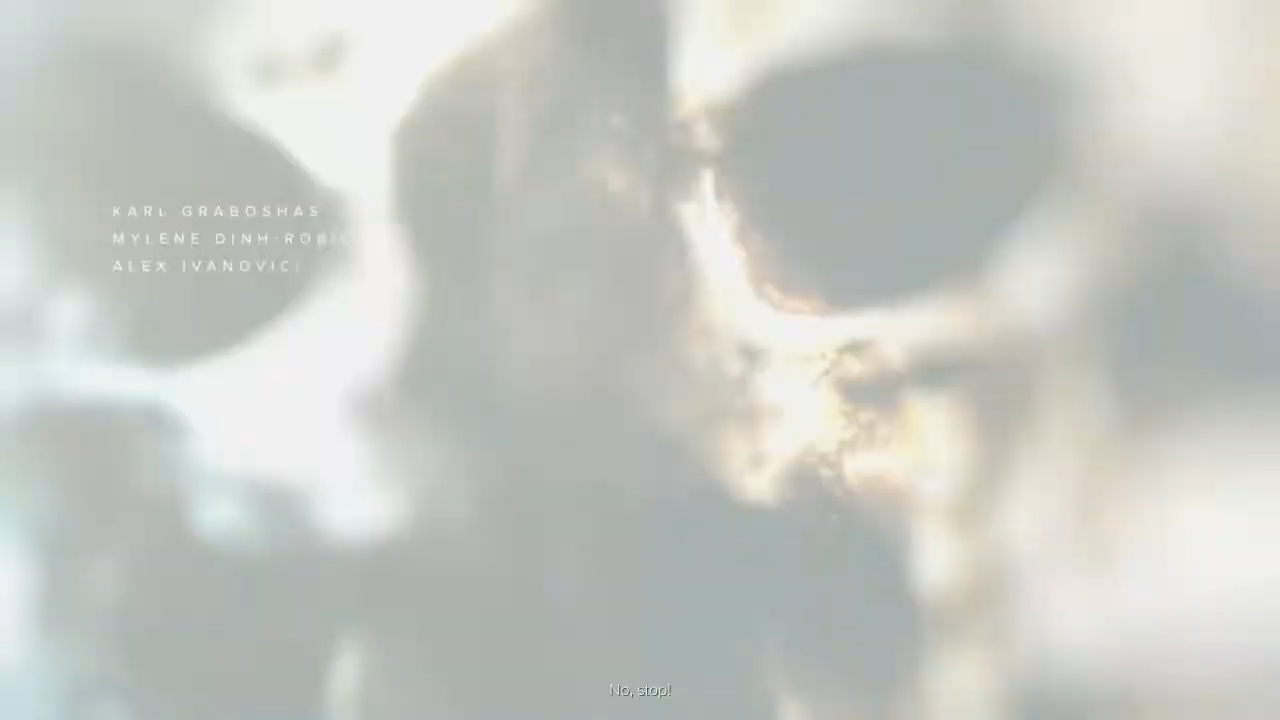 KARL GRABOSHAS
MYLENE DINH-ROBIC
ALEX IVANOVICI
No, stop!